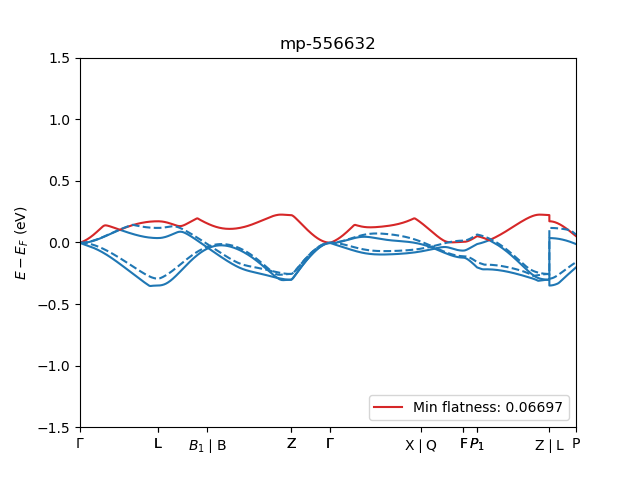 mp-556632
1.5
1.0
0.5
0.0
−0.5
−1.0
−1.5
E − E_F (eV)
Min flatness: 0.06697
Γ L B₁ | B Z Γ X | Q F P₁ Z | L P